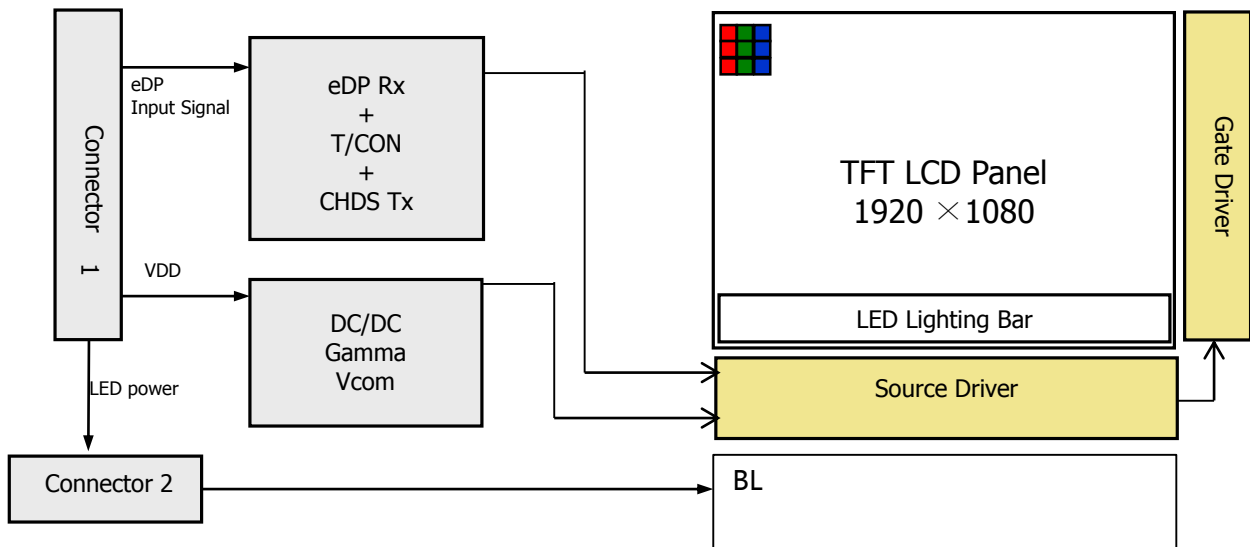 Connector 1
eDP
Input Signal
eDP Rx
+
T/CON
+
CHDS Tx
VDD
DC/DC
Gamma
Vcom
LED power
Connector 2
TFT LCD Panel
1920 ×1080
LED Lighting Bar
Gate Driver
Source Driver
BL